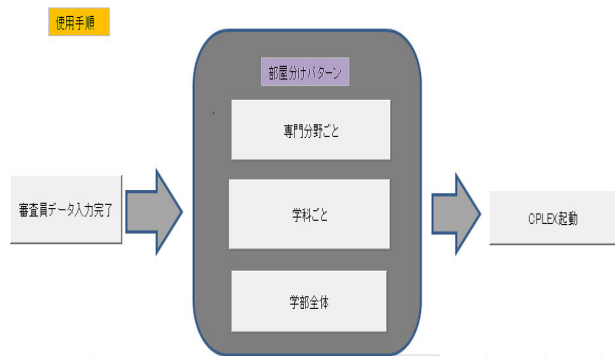 使用手順
部屋分けパターン
専門分野ごと
審査員データ入力完了
学科ごと
CPLEX起動
学部全体